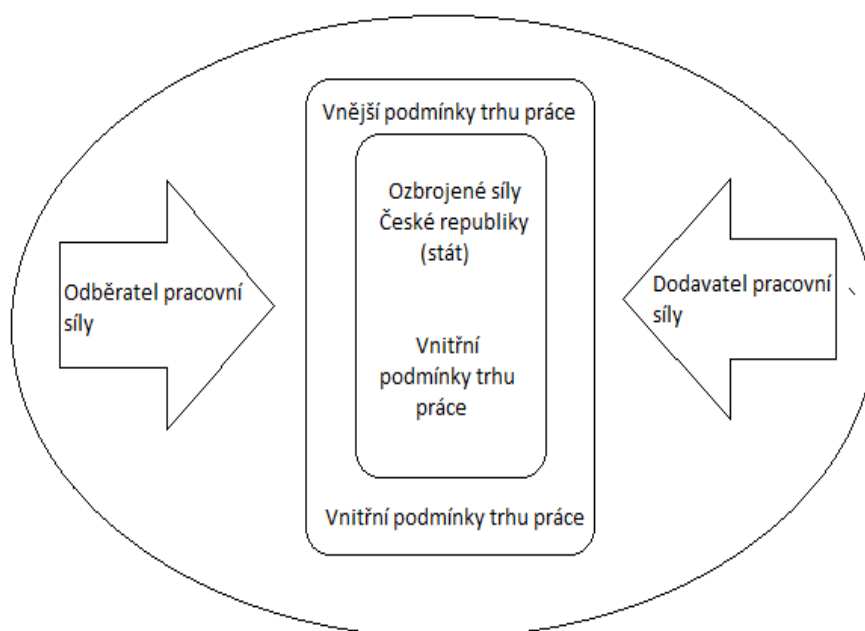 Vnější podmínky trhu práce
Ozbrojené síly
České republiky
(stát)
Odběratel pracovní
síly
Dodavatel pracovní
síly
Vnitřní
podmínky trhu
práce
Vnitřní podmínky trhu práce